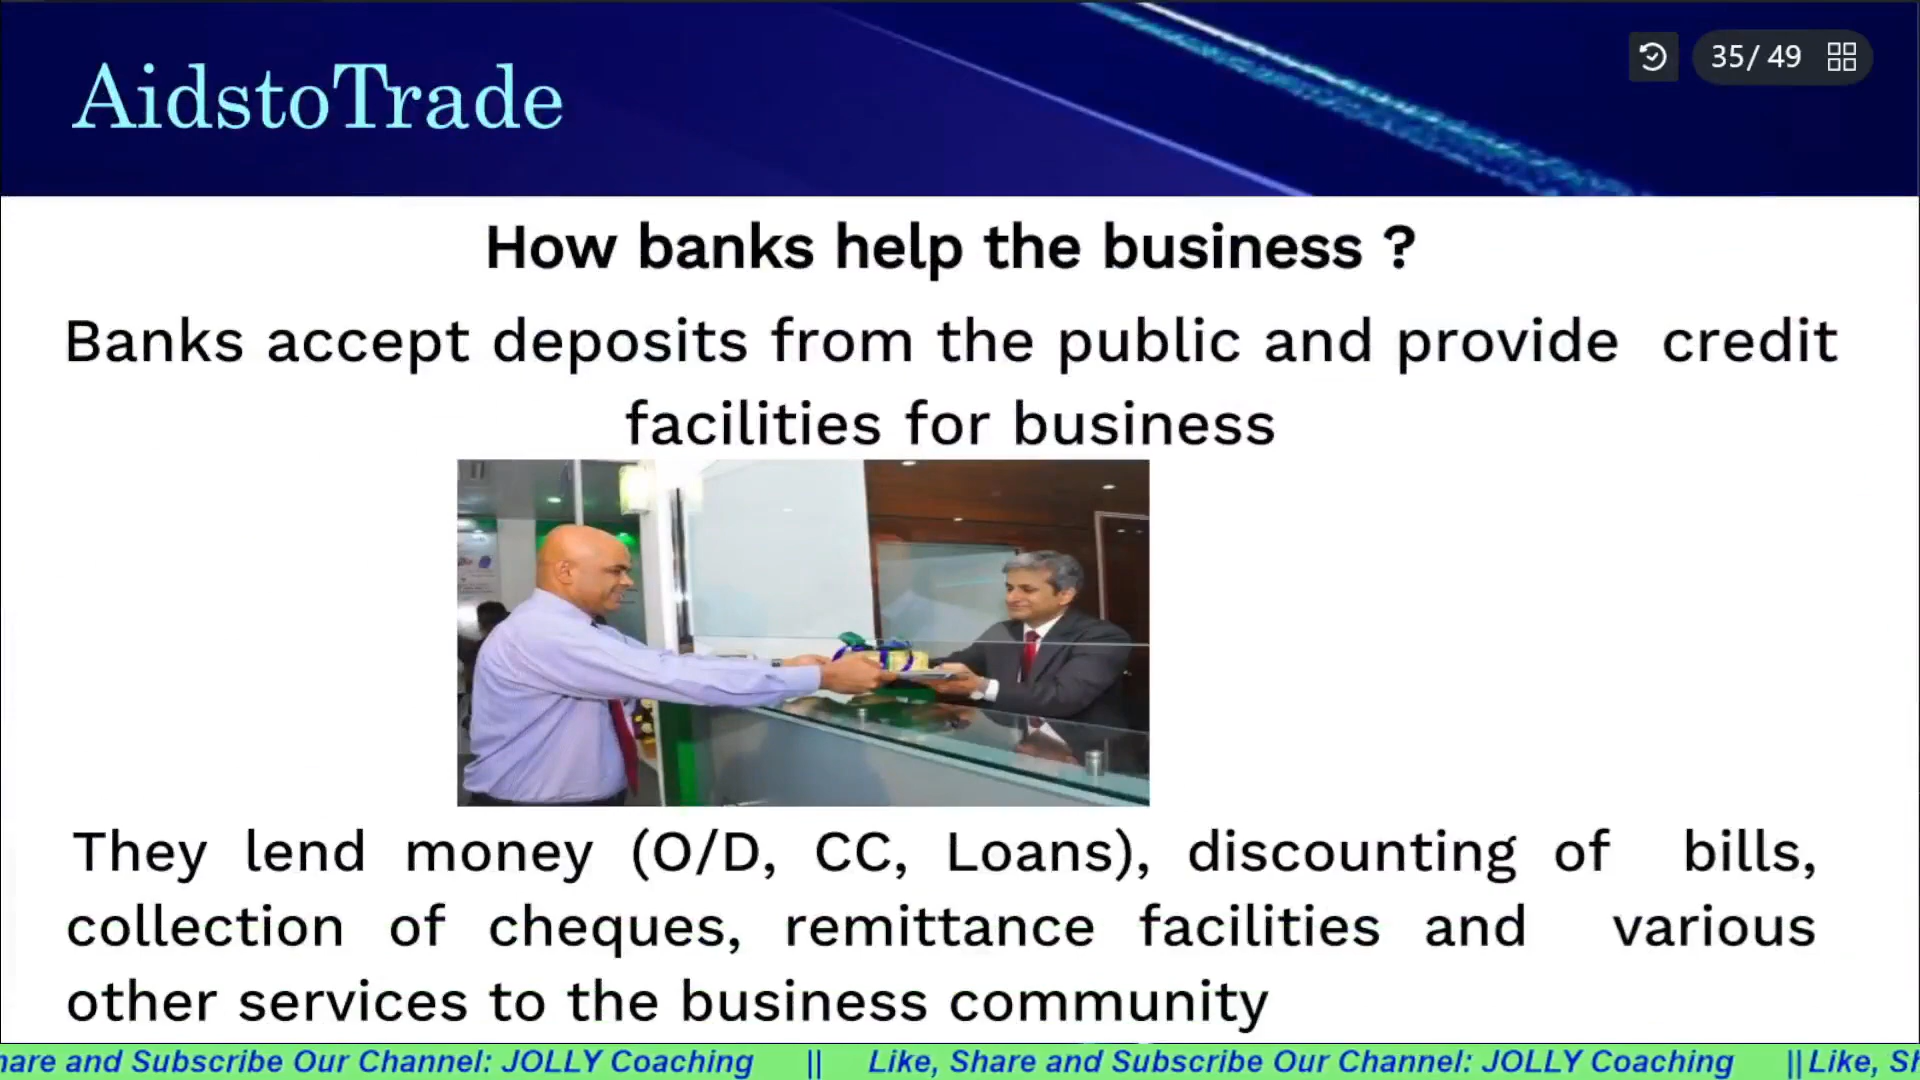 AidstoTrade
35/ 49
How banks help the business ?
Banks accept deposits from the public and provide credit
facilities for business
They lend money (O/D, CC, Loans), discounting of bills,
collection of cheques, remittance facilities and various
other services to the business community
hare and Subscribe Our Channel: JOLLY Coaching || Like, Share and Subscribe Our Channel: JOLLY Coaching || Like, Sh